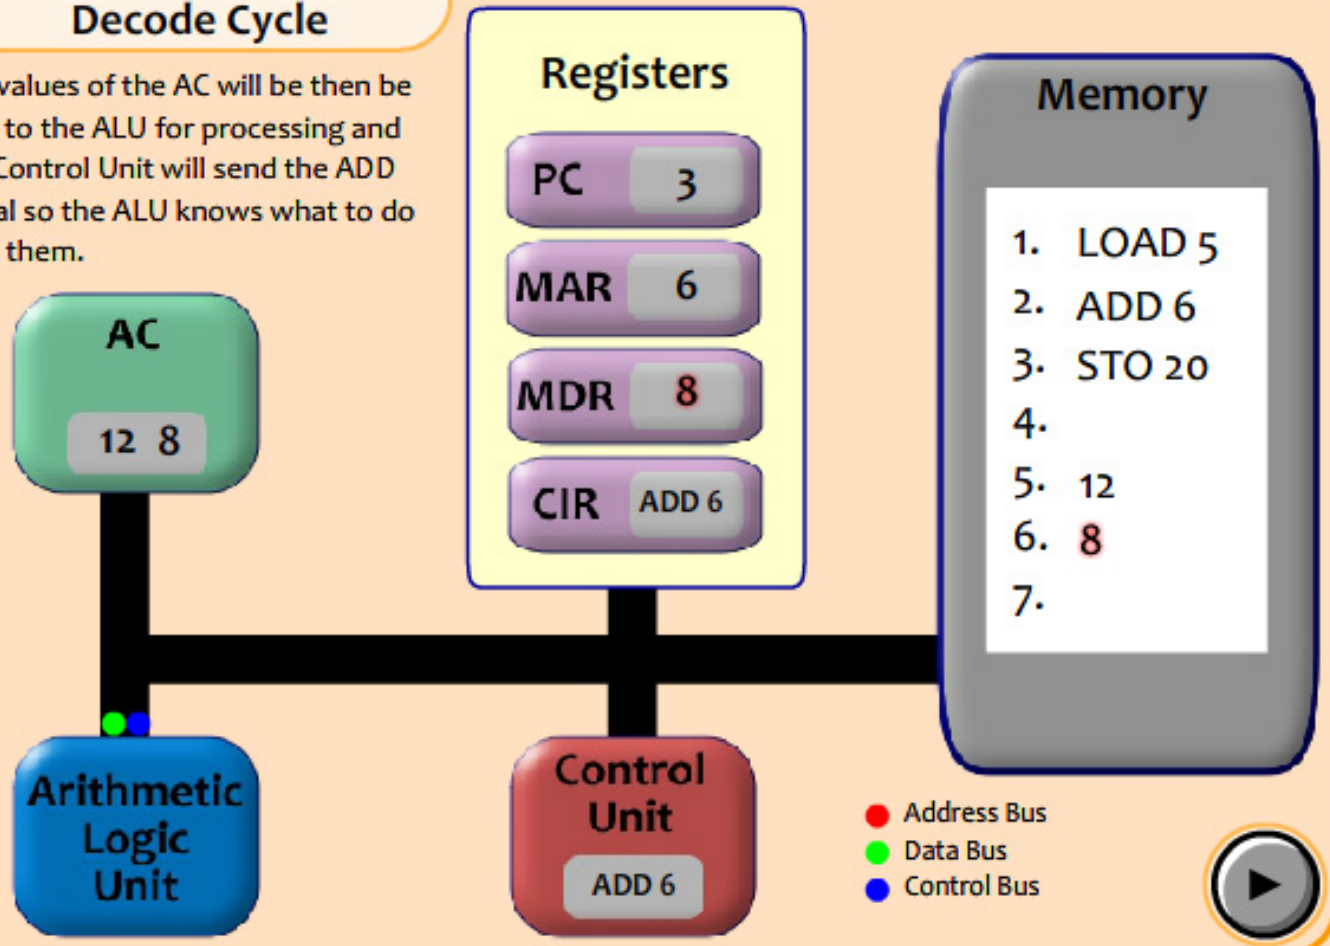 Decode Cycle
values of the AC will be then be
to the ALU for processing and
Control Unit will send the ADD
so the ALU knows what to do
them.
Registers
PC 3
MAR 6
MDR 8
CIR ADD 6
Memory
1. LOAD 5
2. ADD 6
3. STO 20
4.
5. 12
6. 8
7.
AC
12 8
Arithmetic
Logic
Unit
Control
Unit
ADD 6
Address Bus
Data Bus
Control Bus